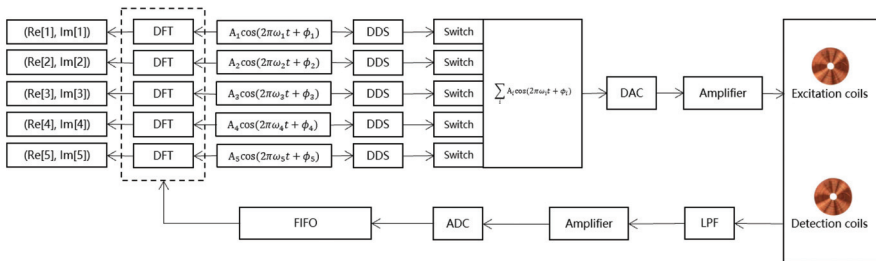 (Re[1], Im[1]) DFT A₁cos(2πω₁t + ϕ₁) DDS Switch
(Re[2], Im[2]) DFT A₂cos(2πω₂t + ϕ₂) DDS Switch
(Re[3], Im[3]) DFT A₃cos(2πω₃t + ϕ₃) DDS Switch
(Re[4], Im[4]) DFT A₄cos(2πω₄t + ϕ₄) DDS Switch
(Re[5], Im[5]) DFT A₅cos(2πω₅t + ϕ₅) DDS Switch
∑ᵢ Aᵢcos(2πωᵢt + ϕᵢ) DAC Amplifier Excitation coils
FIFO ADC Amplifier LPF Detection coils